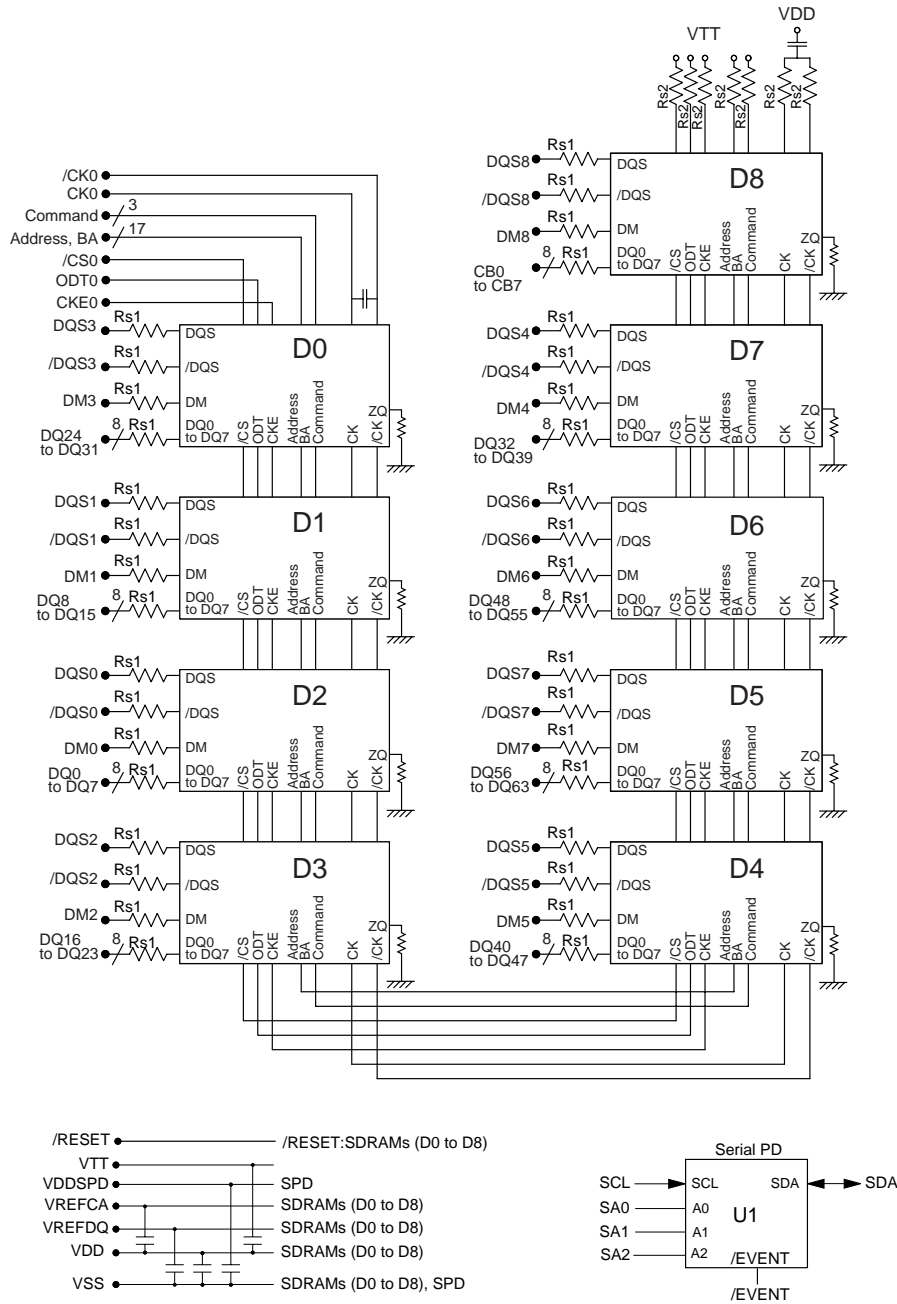 VDD
VTT
Rs2
Rs2
Rs2
Rs2
Rs2
Rs2
Rs2
/CK0
CK0
Command
3
Address, BA
17
/CS0
ODT0
CKE0
DQS8
Rs1
DQS
D8
/DQS8
Rs1
/DQS
DM8
Rs1
DM
CB0
to CB7
8
Rs1
DQ0
to DQ7
/CS
ODT
CKE
Address
BA
Command
CK
/CK
ZQ
DQS3
Rs1
DQS
D0
/DQS3
Rs1
/DQS
DM3
Rs1
DM
DQ24
to DQ31
8
Rs1
DQ0
to DQ7
/CS
ODT
CKE
Address
BA
Command
CK
/CK
ZQ
DQS4
Rs1
DQS
D7
/DQS4
Rs1
/DQS
DM4
Rs1
DM
DQ32
to DQ39
8
Rs1
DQ0
to DQ7
/CS
ODT
CKE
Address
BA
Command
CK
/CK
ZQ
DQS1
Rs1
DQS
D1
/DQS1
Rs1
/DQS
DM1
Rs1
DM
DQ8
to DQ15
8
Rs1
DQ0
to DQ7
/CS
ODT
CKE
Address
BA
Command
CK
/CK
ZQ
DQS6
Rs1
DQS
D6
/DQS6
Rs1
/DQS
DM6
Rs1
DM
DQ48
to DQ55
8
Rs1
DQ0
to DQ7
/CS
ODT
CKE
Address
BA
Command
CK
/CK
ZQ
DQS0
Rs1
DQS
D2
/DQS0
Rs1
/DQS
DM0
Rs1
DM
DQ0
to DQ7
8
Rs1
DQ0
to DQ7
/CS
ODT
CKE
Address
BA
Command
CK
/CK
ZQ
DQS7
Rs1
DQS
D5
/DQS7
Rs1
/DQS
DM7
Rs1
DM
DQ56
to DQ63
8
Rs1
DQ0
to DQ7
/CS
ODT
CKE
Address
BA
Command
CK
/CK
ZQ
DQS2
Rs1
DQS
D3
/DQS2
Rs1
/DQS
DM2
Rs1
DM
DQ16
to DQ23
8
Rs1
DQ0
to DQ7
/CS
ODT
CKE
Address
BA
Command
CK
/CK
ZQ
DQS5
Rs1
DQS
D4
/DQS5
Rs1
/DQS
DM5
Rs1
DM
DQ40
to DQ47
8
Rs1
DQ0
to DQ7
/CS
ODT
CKE
Address
BA
Command
CK
/CK
ZQ
/RESET
/RESET:SDRAMs (D0 to D8)
VTT
VDDSPD
SPD
VREFCA
SDRAMs (D0 to D8)
VREFDQ
SDRAMs (D0 to D8)
VDD
SDRAMs (D0 to D8)
VSS
SDRAMs (D0 to D8), SPD
Serial PD
SCL
SCL
SDA
SDA
SA0
A0
U1
SA1
A1
SA2
A2
/EVENT
/EVENT